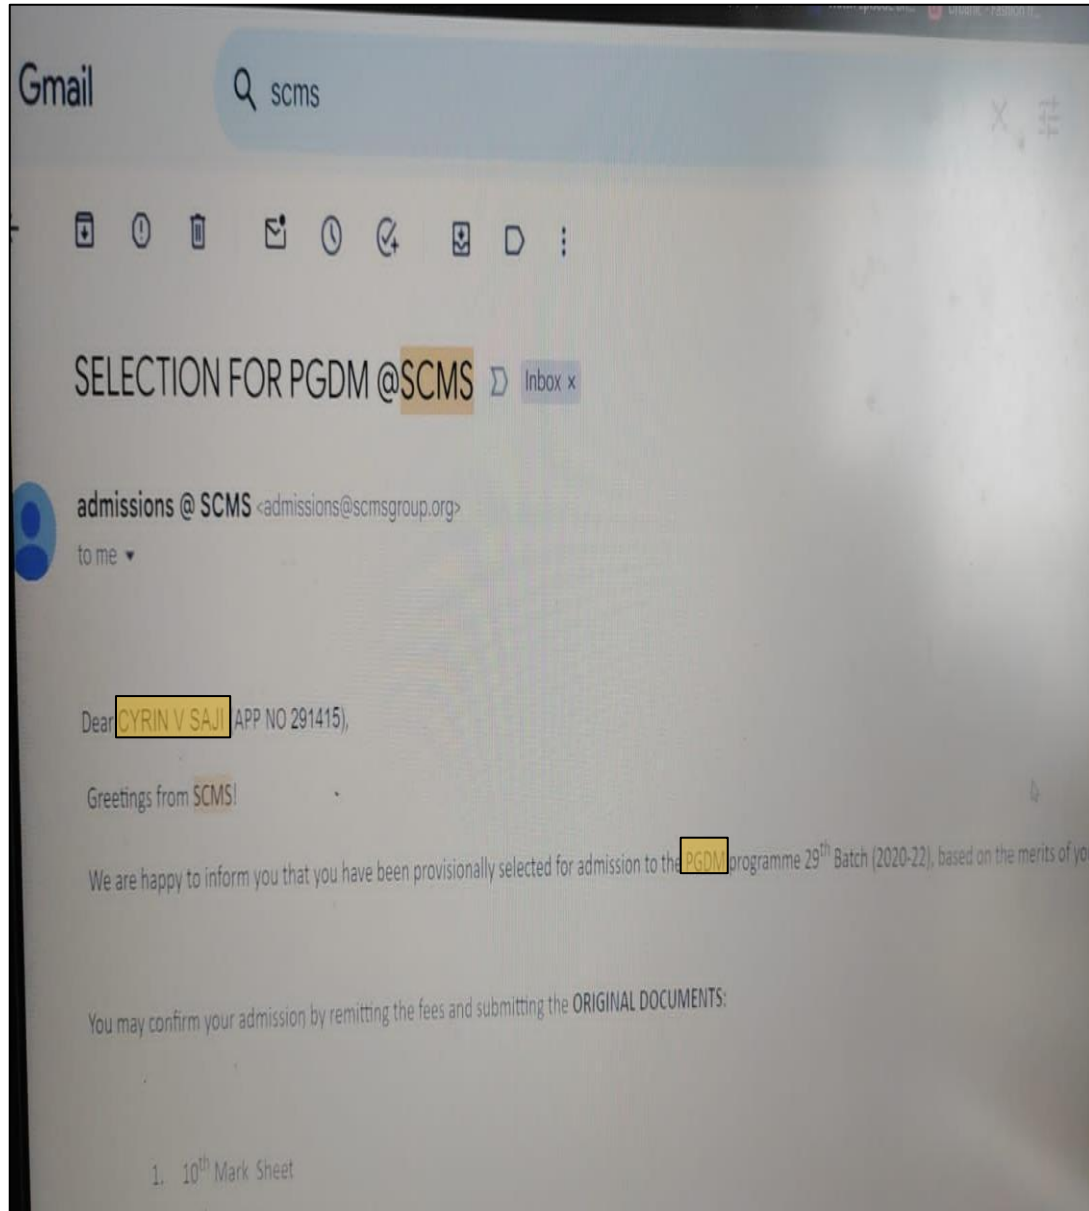 Gmail
scms
SELECTION FOR PGDM @SCMS
Inbox x
admissions @ SCMS <admissions@scmsgroup.org>
to me
Dear CYRIN V SAJI (APP NO 291415),
Greetings from SCMS!
We are happy to inform you that you have been provisionally selected for admission to the PGDM programme 29th Batch (2020-22), based on the merits of
You may confirm your admission by remitting the fees and submitting the ORIGINAL DOCUMENTS:
1. 10th Mark Sheet